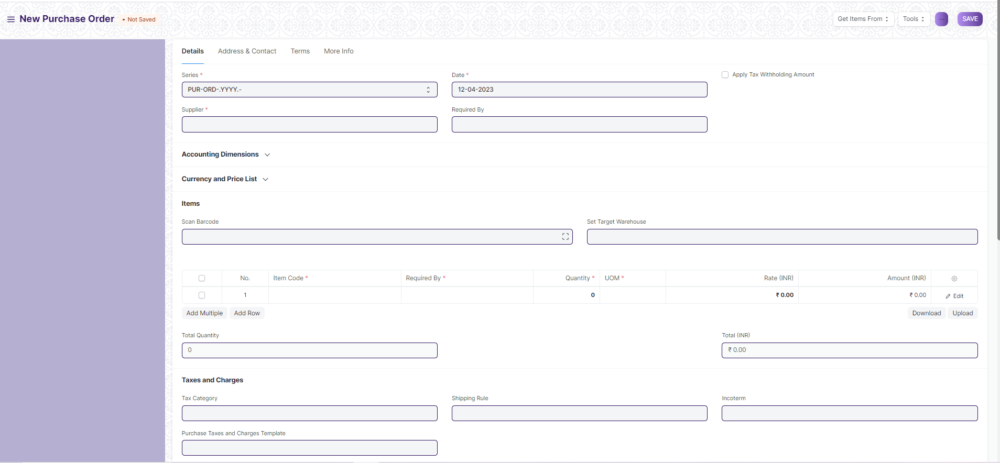 New Purchase Order • Not Saved Get Items From Tools ... SAVE
Details Address & Contact Terms More Info
Series * Date * Apply Tax Withholding Amount
PUR-ORD-.YYYY.- 12-04-2023
Supplier * Required By
Accounting Dimensions
Currency and Price List
Items
Scan Barcode Set Target Warehouse
No. Item Code * Required By * Quantity * UOM * Rate (INR) Amount (INR)
1 0 ₹ 0.00 ₹ 0.00 Edit
Add Multiple Add Row Download Upload
Total Quantity Total (INR)
0 ₹ 0.00
Taxes and Charges
Tax Category Shipping Rule Incoterm
Purchase Taxes and Charges Template